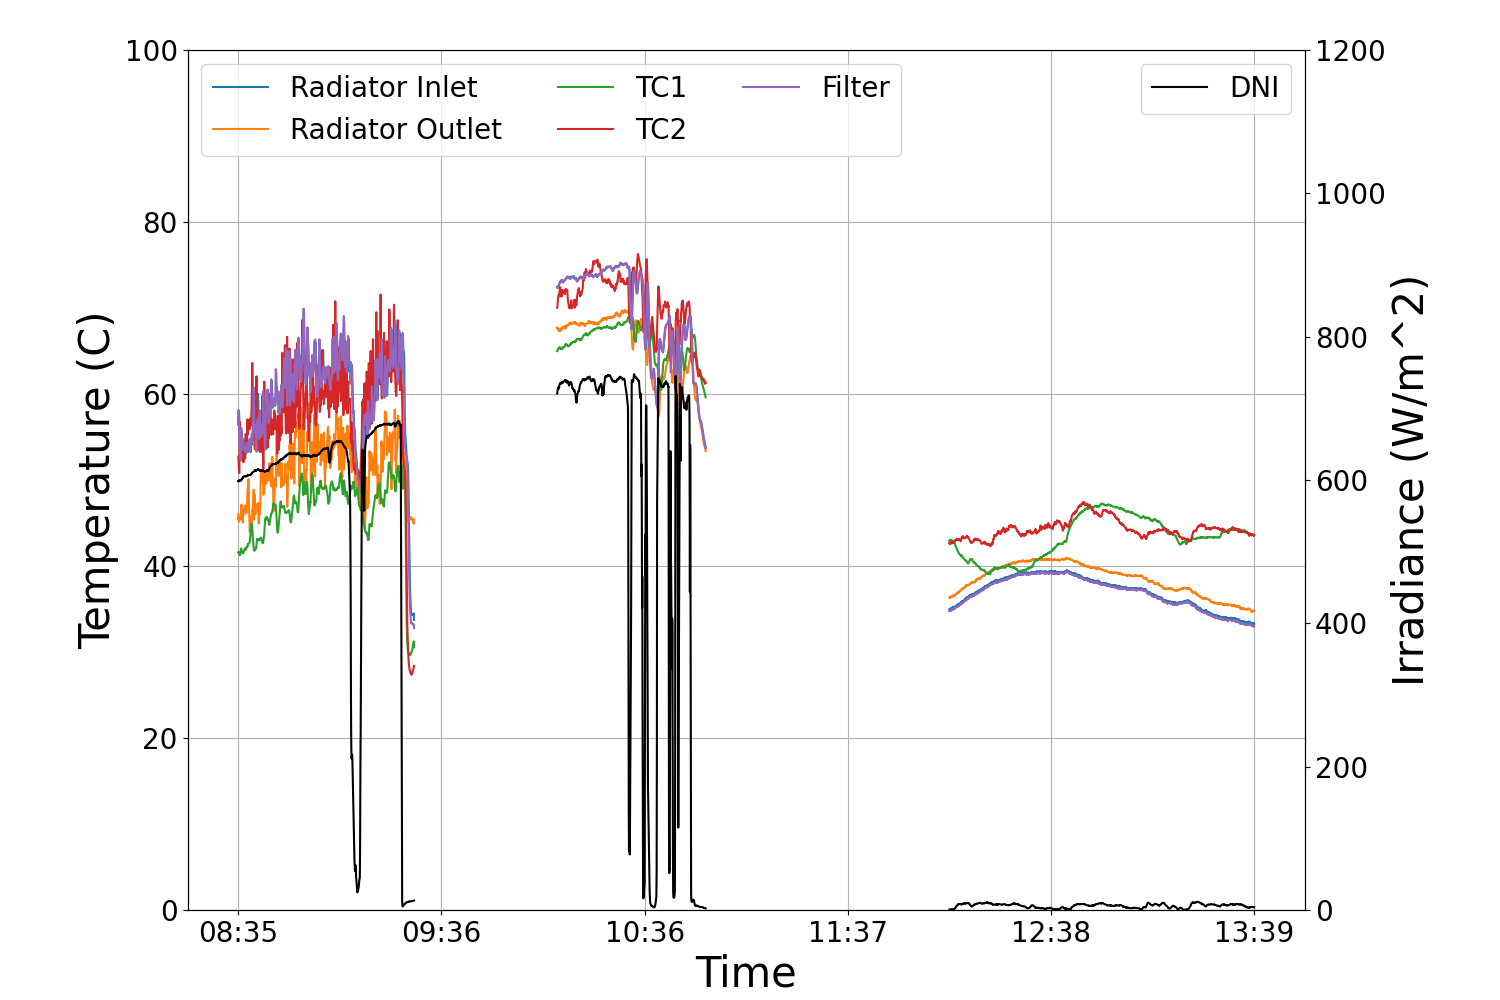 Radiator Inlet
Radiator Outlet
TC1
TC2
Filter
DNI
Temperature (C)
100
80
60
40
20
0
1200
1000
800
600
400
200
0
Irradiance (W/m^2)
08:35
09:36
10:36
11:37
12:38
13:39
Time